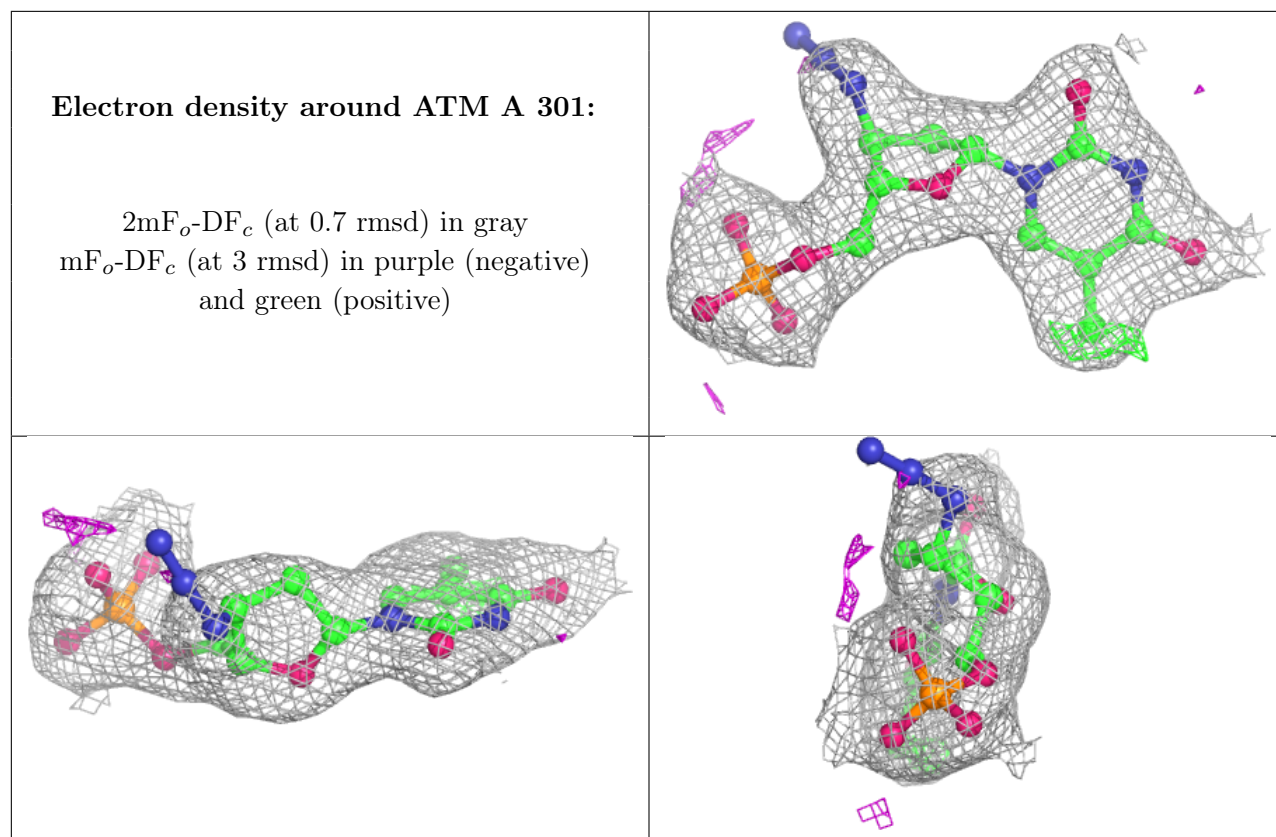 Electron density around ATM A 301:
2mFo-DFc (at 0.7 rmsd) in gray
mFo-DFc (at 3 rmsd) in purple (negative)
and green (positive)